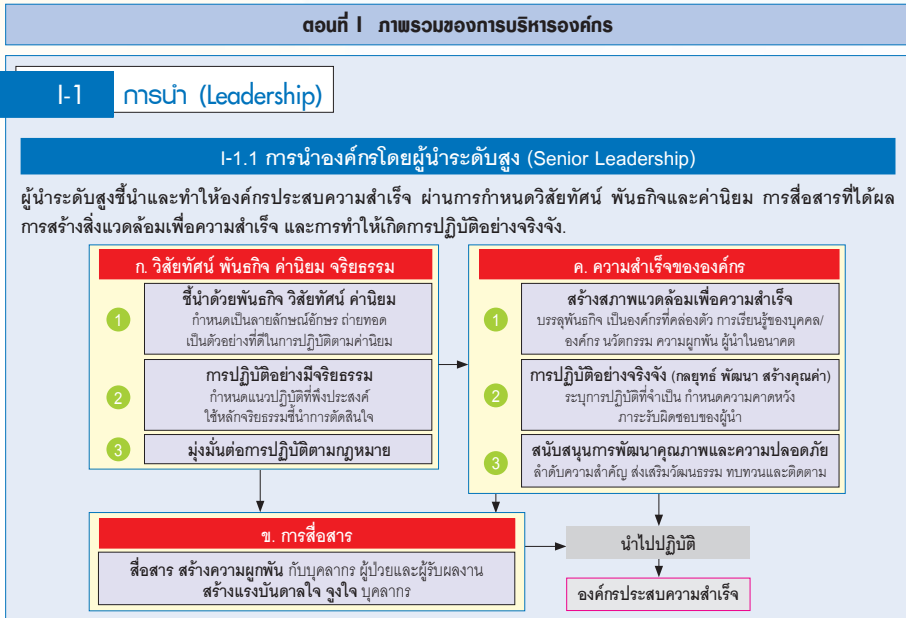 ตอนที่ I ภาพรวมของการบริหารองค์กร
I-1 การนำ (Leadership)
I-1.1 การนำองค์กรโดยผู้นำระดับสูง (Senior Leadership)
ผู้นำระดับสูงชี้นำและทำให้องค์กรประสบความสำเร็จ ผ่านการกำหนดวิสัยทัศน์ พันธกิจและค่านิยม การสื่อสารที่ได้ผล
การสร้างสิ่งแวดล้อมเพื่อความสำเร็จ และการทำให้เกิดการปฏิบัติอย่างจริงจัง.
ก. วิสัยทัศน์ พันธกิจ ค่านิยม จริยธรรม
1
ชี้นำด้วยพันธกิจ วิสัยทัศน์ ค่านิยม
กำหนดเป็นลายลักษณ์อักษร ถ่ายทอด
เป็นตัวอย่างที่ดีในการปฏิบัติตามค่านิยม
2
การปฏิบัติอย่างมีจริยธรรม
กำหนดแนวปฏิบัติที่พึงประสงค์
ใช้หลักจริยธรรมชี้นำการตัดสินใจ
3
มุ่งมั่นต่อการปฏิบัติตามกฎหมาย
ค. ความสำเร็จขององค์กร
1
สร้างสภาพแวดล้อมเพื่อความสำเร็จ
บรรลุพันธกิจ เป็นองค์กรที่คล่องตัว การเรียนรู้ของบุคคล/
องค์กร นวัตกรรม ความผูกพัน ผู้นำในอนาคต
2
การปฏิบัติอย่างจริงจัง (กลยุทธ์ พัฒนา สร้างคุณค่า)
ระบุการปฏิบัติที่จำเป็น กำหนดความคาดหวัง
ภาระรับผิดชอบของผู้นำ
3
สนับสนุนการพัฒนาคุณภาพและความปลอดภัย
ลำดับความสำคัญ ส่งเสริมวัฒนธรรม ทบทวนและติดตาม
ข. การสื่อสาร
สื่อสาร สร้างความผูกพัน กับบุคลากร ผู้ป่วยและผู้รับผลงาน
สร้างแรงบันดาลใจ จูงใจ บุคลากร
นำไปปฏิบัติ
องค์กรประสบความสำเร็จ